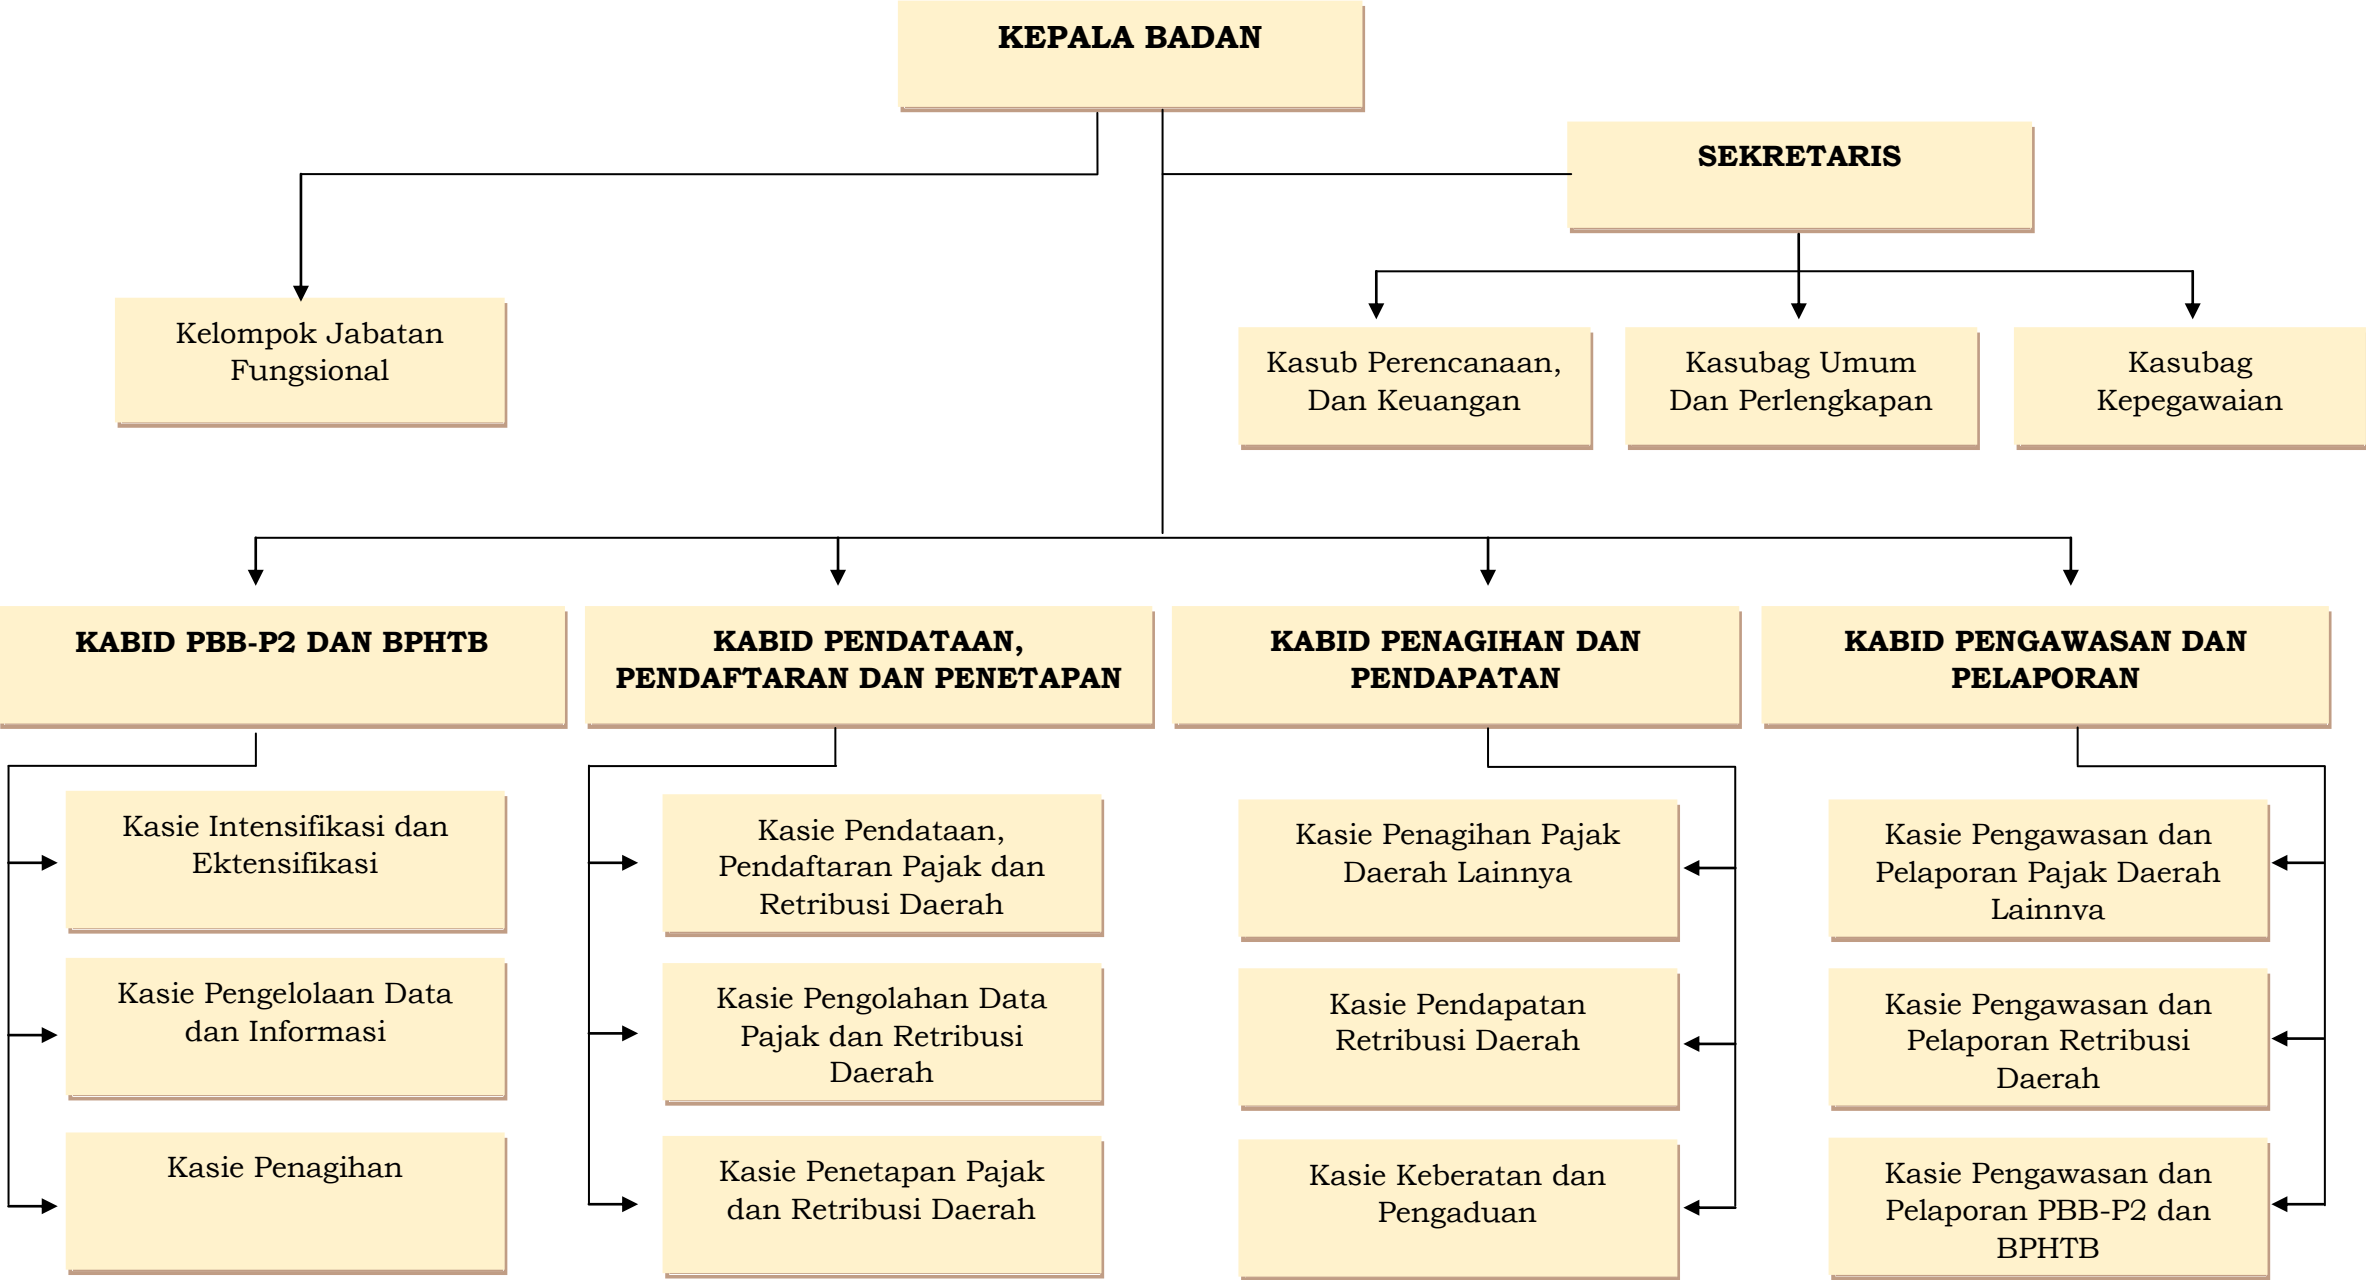 KEPALA BADAN
SEKRETARIS
Kelompok Jabatan
Fungsional
Kasub Perencanaan,
Dan Keuangan
Kasubag Umum
Dan Perlengkapan
Kasubag
Kepegawaian
KABID PBB-P2 DAN BPHTB
KABID PENDATAAN,
PENDAFTARAN DAN PENETAPAN
KABID PENAGIHAN DAN
PENDAPATAN
KABID PENGAWASAN DAN
PELAPORAN
Kasie Intensifikasi dan
Ektensifikasi
Kasie Pengelolaan Data
dan Informasi
Kasie Penagihan
Kasie Pendataan,
Pendaftaran Pajak dan
Retribusi Daerah
Kasie Pengolahan Data
Pajak dan Retribusi
Daerah
Kasie Penetapan Pajak
dan Retribusi Daerah
Kasie Penagihan Pajak
Daerah Lainnya
Kasie Pendapatan
Retribusi Daerah
Kasie Keberatan dan
Pengaduan
Kasie Pengawasan dan
Pelaporan Pajak Daerah
Lainnya
Kasie Pengawasan dan
Pelaporan Retribusi
Daerah
Kasie Pengawasan dan
Pelaporan PBB-P2 dan
BPHTB